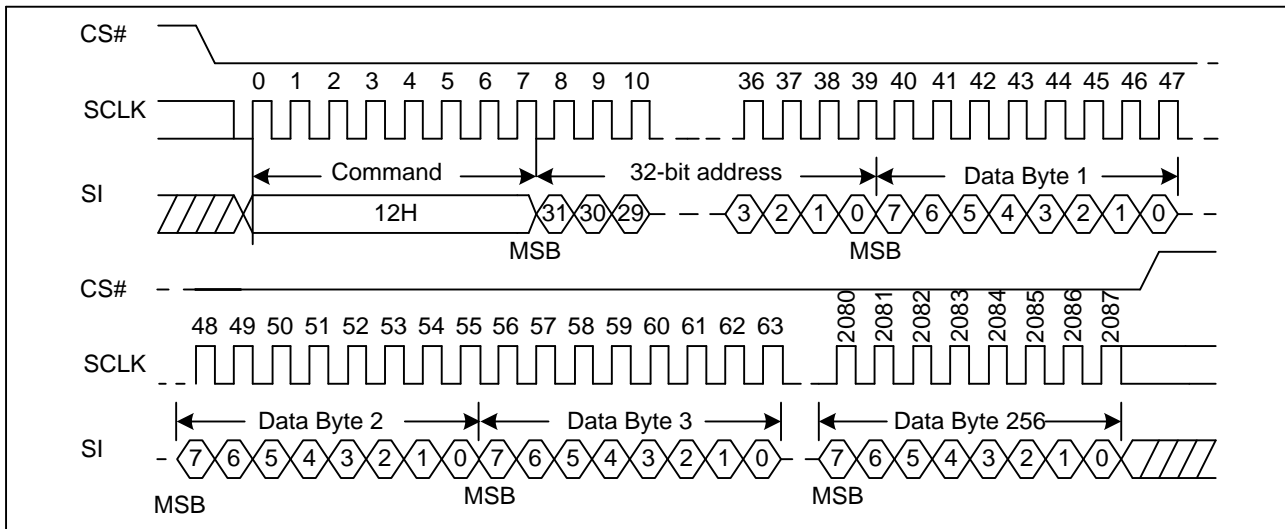 CS#
0 1 2 3 4 5 6 7 8 9 10 36 37 38 39 40 41 42 43 44 45 46 47
SCLK
Command 32-bit address Data Byte 1
SI
12H 31 30 29 3 2 1 0 7 6 5 4 3 2 1 0
MSB MSB
CS#
48 49 50 51 52 53 54 55 56 57 58 59 60 61 62 63 2080 2081 2082 2083 2084 2085 2086 2087
SCLK
Data Byte 2 Data Byte 3 Data Byte 256
SI
7 6 5 4 3 2 1 0 7 6 5 4 3 2 1 0 7 6 5 4 3 2 1 0
MSB MSB MSB